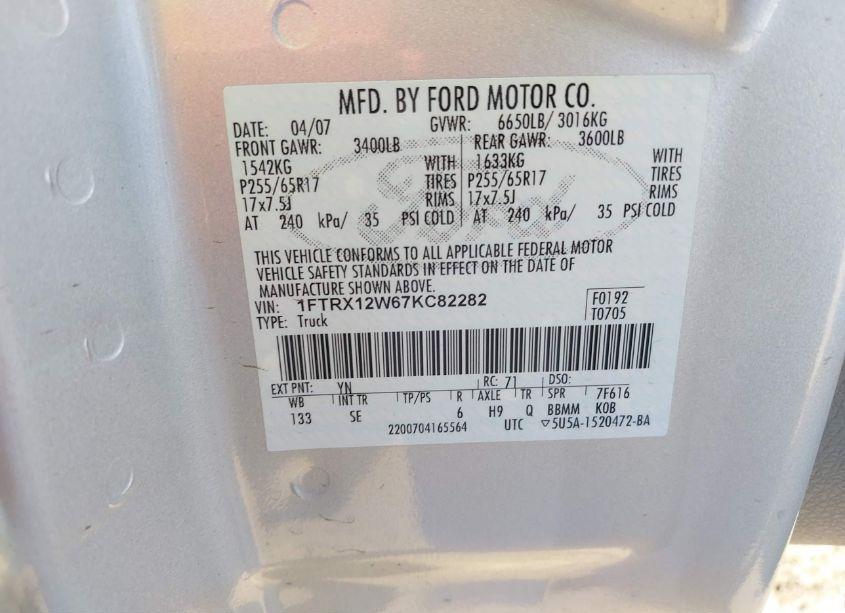 MFD. BY FORD MOTOR CO.
DATE: 04/07 GVWR: 6650LB/ 3016KG
FRONT GAWR: 3400LB REAR GAWR: 3600LB
1542KG WITH 1633KG WITH
P255/65R17 TIRES P255/65R17 TIRES
17x7.5J RIMS 17x7.5J RIMS
AT 240 kPa/ 35 PSI COLD AT 240 kPa/ 35 PSI COLD
Ford
THIS VEHICLE CONFORMS TO ALL APPLICABLE FEDERAL MOTOR
VEHICLE SAFETY STANDARDS IN EFFECT ON THE DATE OF
MANUFACTURE SHOWN ABOVE.
VIN: 1FTRX12W67KC82282 F0192
TYPE: Truck T0705
EXT PNT: YN RC: 71 DSO:
WB INT TR TP/PS R AXLE TR SPR 7F616
133 SE 6 H9 Q BBMM KOB
2200704165564 UTC ▽5U5A-1520472-BA